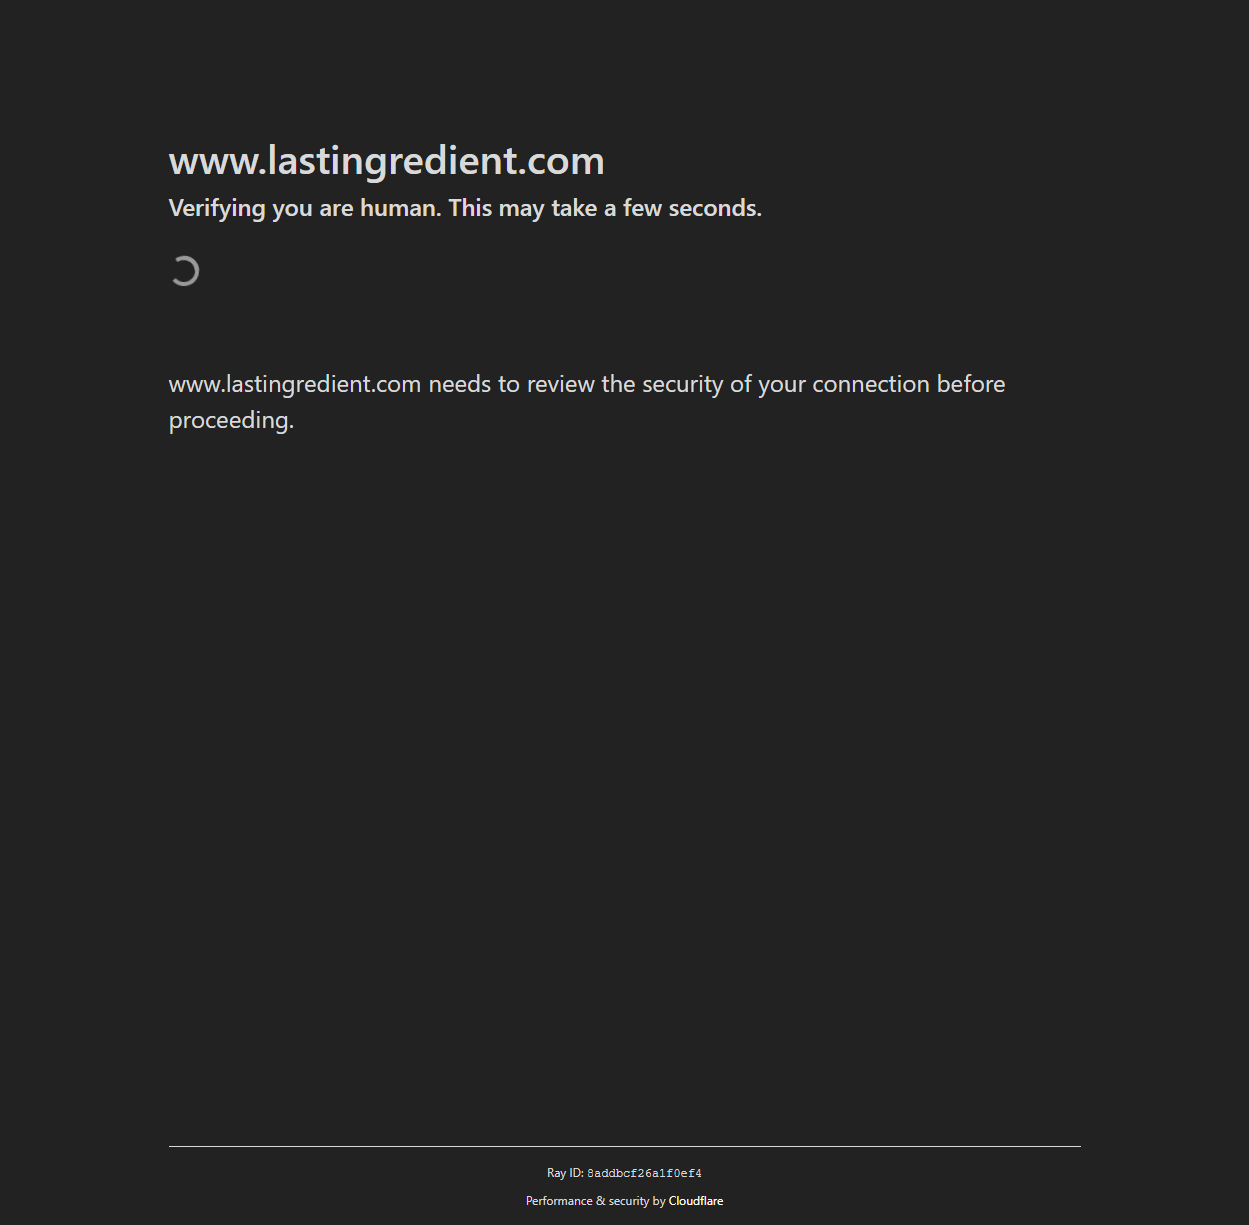 www.lastingredient.com
Verifying you are human. This may take a few seconds.
www.lastingredient.com needs to review the security of your connection before
proceeding.
Ray ID: 8addbcf26a1f0ef4
Performance & security by Cloudflare